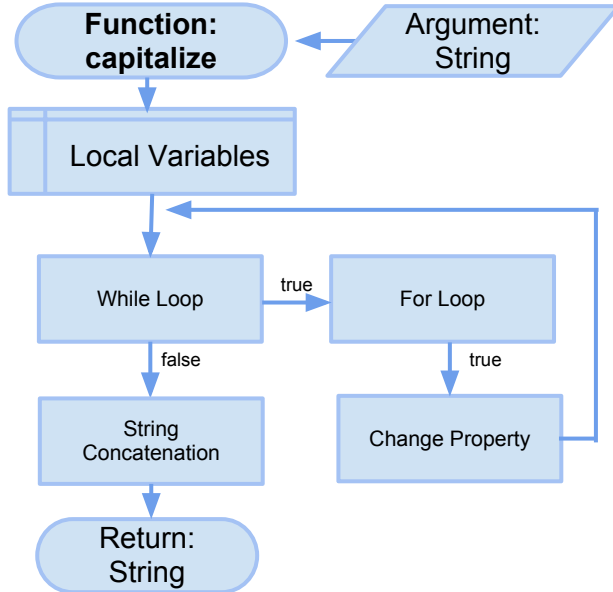 Function:
capitalize
Argument:
String
Local Variables
While Loop
true
For Loop
false
true
String
Concatenation
Change Property
Return:
String